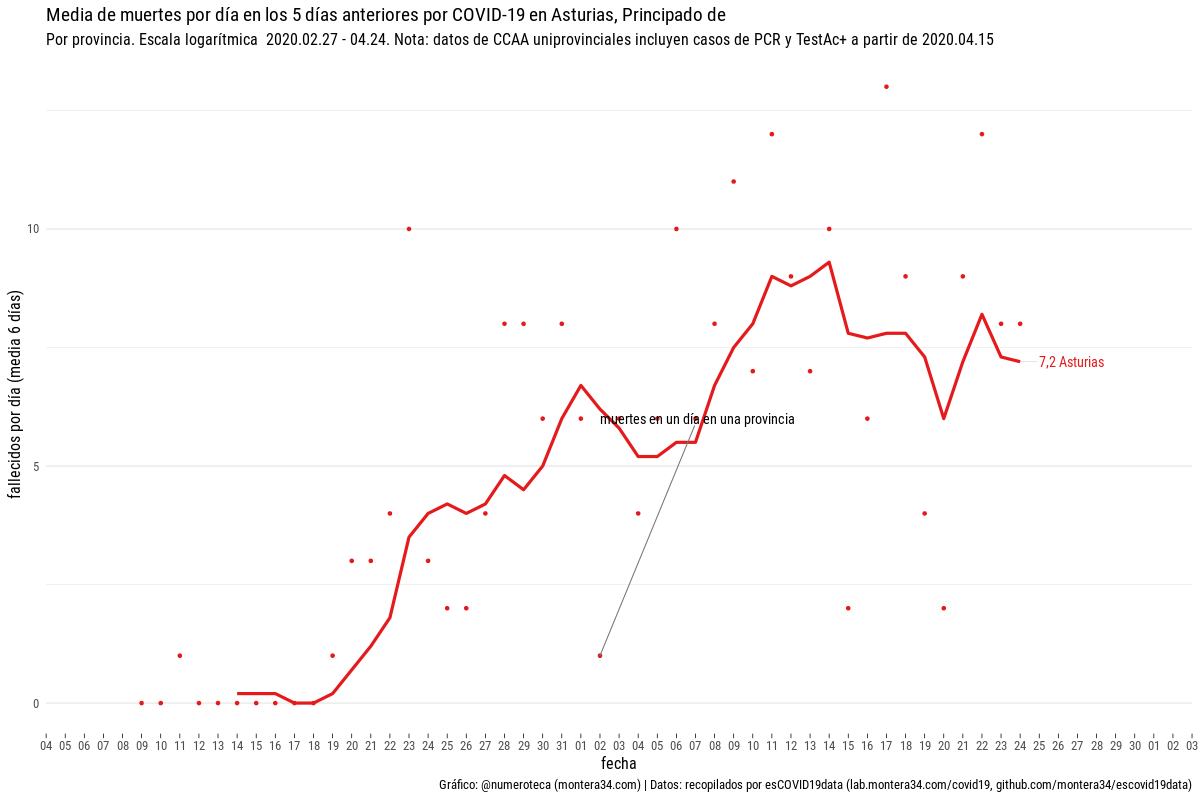 Media de muertes por día en los 5 días anteriores por COVID-19 en Asturias, Principado de
Por provincia. Escala logarítmica  2020.02.27 - 04.24. Nota: datos de CCAA uniprovinciales incluyen casos de PCR y TestAc+ a partir de 2020.04.15
fallecidos por día (media 6 días)
10
5
0
muertes en un día en una provincia
7,2 Asturias
04 05 06 07 08 09 10 11 12 13 14 15 16 17 18 19 20 21 22 23 24 25 26 27 28 29 30 31 01 02 03 04 05 06 07 08 09 10 11 12 13 14 15 16 17 18 19 20 21 22 23 24 25 26 27 28 29 30 01 02 03
fecha
Gráfico: @numeroteca (montera34.com) | Datos: recopilados por esCOVID19data (lab.montera34.com/covid19, github.com/montera34/escovid19data)